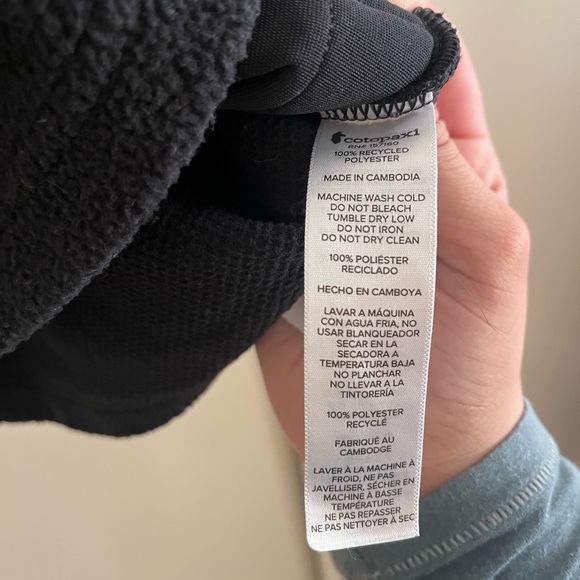 cotopaxi
RN# 157160
100% RECYCLED
POLYESTER
MADE IN CAMBODIA
MACHINE WASH COLD
DO NOT BLEACH
TUMBLE DRY LOW
DO NOT IRON
DO NOT DRY CLEAN
100% POLIÉSTER
RECICLADO
HECHO EN CAMBOYA
LAVAR A MÁQUINA
CON AGUA FRIA, NO
USAR BLANQUEADOR
SECAR EN LA
SECADORA A
TEMPERATURA BAJA
NO PLANCHAR
NO LLEVAR A LA
TINTORERÍA
100% POLYESTER
RECYCLÉ
FABRIQUÉ AU
CAMBODGE
LAVER À LA MACHINE À
FROID, NE PAS
JAVELLISER, SÉCHER EN
MACHINE À BASSE
TEMPÉRATURE
NE PAS REPASSER
NE PAS NETTOYER À SEC